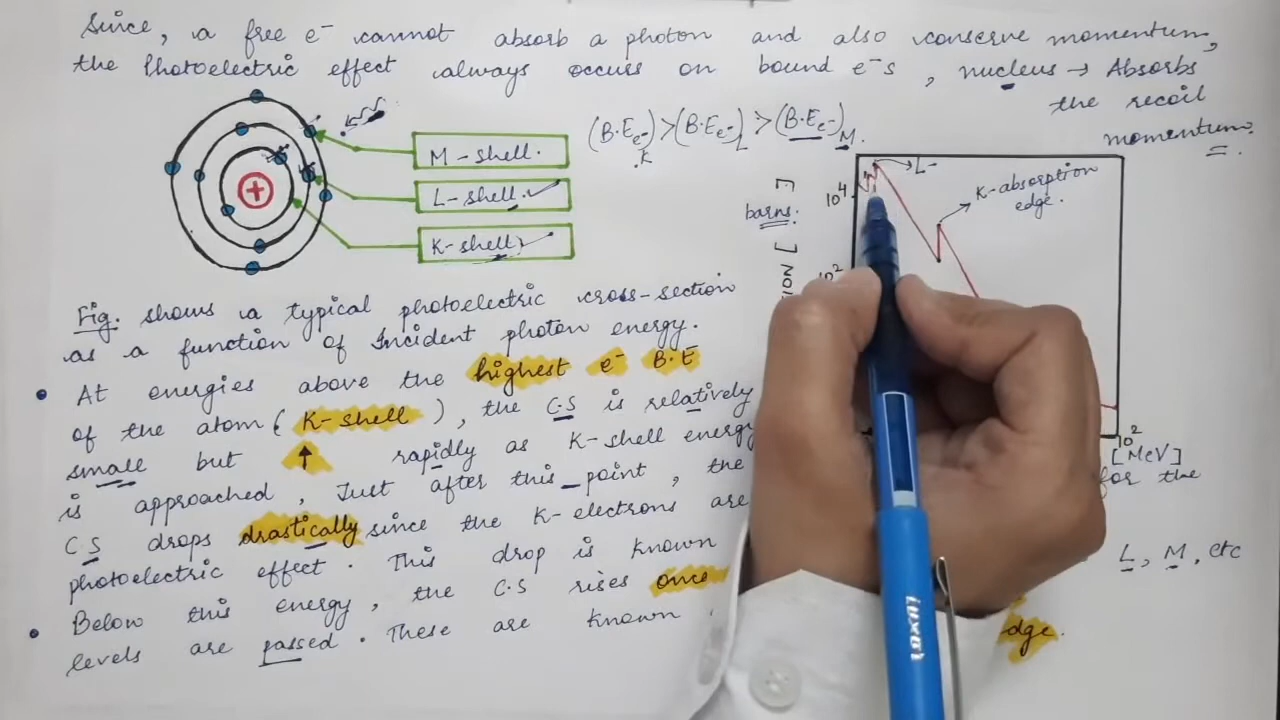 Since, a free e⁻ cannot absorb a photon and also conserve momentum,
the Photoelectric effect always occurs on bound e⁻s, nucleus → Absorbs
the recoil
momentum.
(B.E e⁻)K > (B.E e⁻)L > (B.E e⁻)M.
M-shell.
L-shell.
K-shell
+
L-
K-absorption
edge.
10⁴
barns.
10²
[MeV]
for the
L, M, etc
edge.
Fig. shows a typical photoelectric cross-section
as a function of Incident photon energy.
• At energies above the highest e⁻ B.E
of the atom (K-shell), the C.S is relatively
small but ↑ rapidly as K-shell energy
is approached, Just after this point, the
CS drops drastically since the K-electrons are
photoelectric effect. This drop is known
• Below this energy, the C.S rises once
levels are passed. These are known
luxor